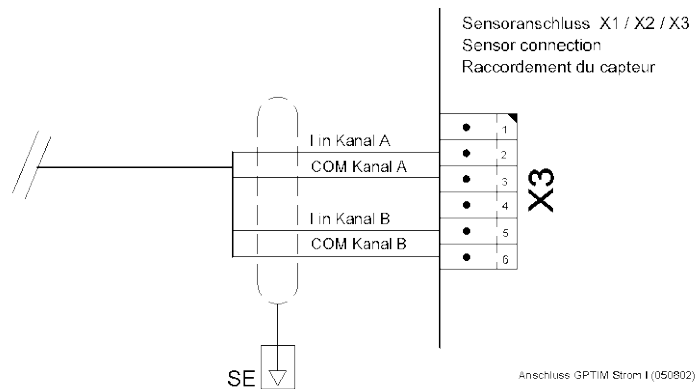 Sensoranschluss X1 / X2 / X3
Sensor connection
Raccordement du capteur
I in Kanal A
COM Kanal A
I in Kanal B
COM Kanal B
1
2
3
4
5
6
X3
SE
Anschluss GPTIM Strom I (050802)